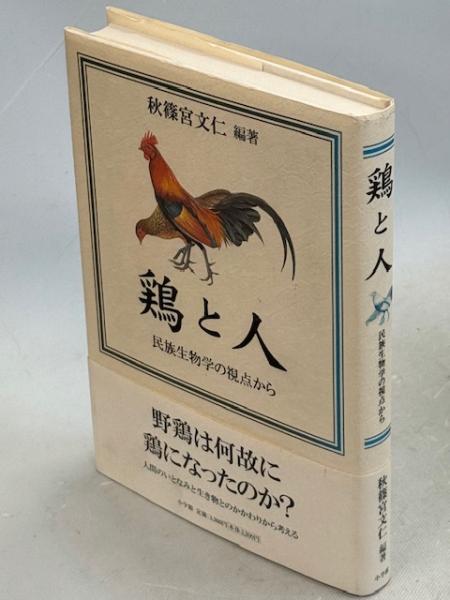 秋篠宮文仁 編著
鶏と人
民族生物学の視点から
野鶏は何故に
鶏になったのか?
人間のいとなみと生き物とのかかわりから考える
小学館
鶏と人
民族生物学の視点から
秋篠宮文仁 編著
小学館